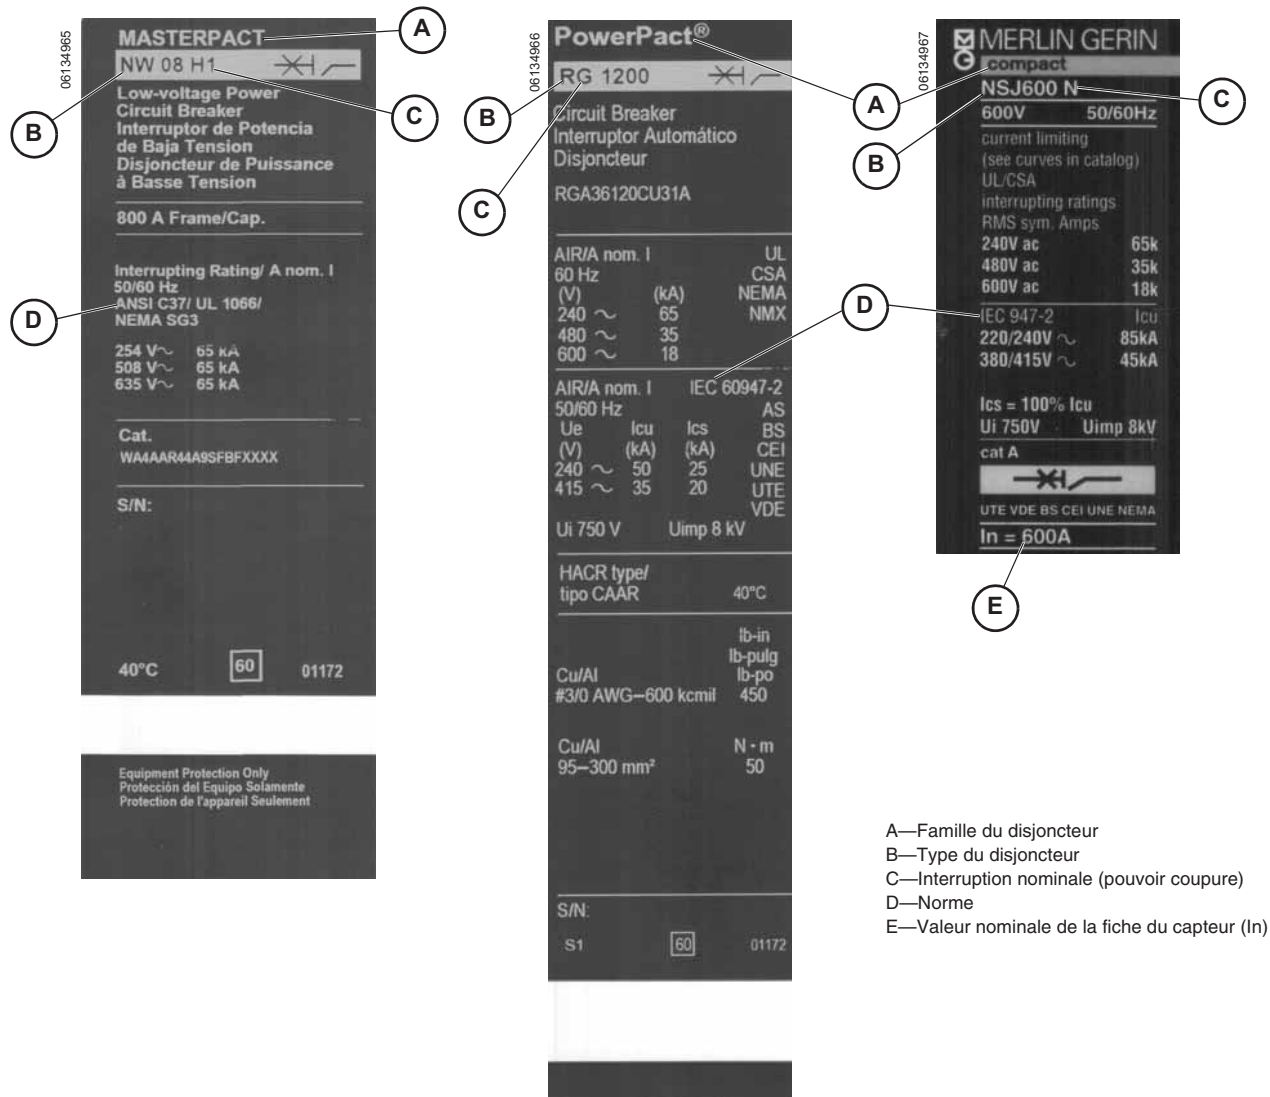 06134965
MASTERPACT
NW 08 H1
Low-voltage Power
Circuit Breaker
Interruptor de Potencia
de Baja Tension
Disjoncteur de Puissance
à Basse Tension
800 A Frame/Cap.
Interrupting Rating/ A nom. I
50/60 Hz
ANSI C37/ UL 1066/
NEMA SG3
254 V~ 65 kA
508 V~ 65 kA
635 V~ 65 kA
Cat.
WA4AAR44A9SFBFXXXX
S/N:
40°C 60 01172
Equipment Protection Only
Protección del Equipo Solamente
Protection de l'appareil Seulement
A
B
C
D
06134966
PowerPact®
RG 1200
Circuit Breaker
Interruptor Automático
Disjoncteur
RGA36120CU31A
AIR/A nom. I UL
60 Hz CSA
(V) (kA) NEMA
240 ~ 65 NMX
480 ~ 35
600 ~ 18
AIR/A nom. I IEC 60947-2
50/60 Hz AS
Ue Icu Ics BS
(V) (kA) (kA) CEI
240 ~ 50 25 UNE
415 ~ 35 20 UTE
VDE
Ui 750 V Uimp 8 kV
HACR type/
tipo CAAR 40°C
lb-in
lb-pulg
Cu/Al lb-po
#3/0 AWG–600 kcmil 450
Cu/Al N·m
95–300 mm² 50
S/N:
S1 60 01172
B
C
A
D
06134967
MG
MERLIN GERIN
compact
NSJ600 N
600V 50/60Hz
current limiting
(see curves in catalog)
UL/CSA
interrupting ratings
RMS sym. Amps
240V ac 65k
480V ac 35k
600V ac 18k
IEC 947-2 Icu
220/240V ~ 85kA
380/415V ~ 45kA
Ics = 100% Icu
Ui 750V Uimp 8kV
cat A
UTE VDE BS CEI UNE NEMA
In = 600A
B
C
E
A—Famille du disjoncteur
B—Type du disjoncteur
C—Interruption nominale (pouvoir coupure)
D—Norme
E—Valeur nominale de la fiche du capteur (In)